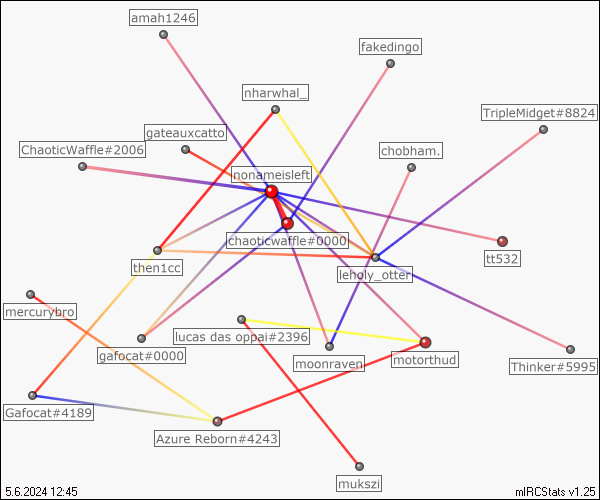 amah1246
fakedingo
nharwhal_
TripleMidget#8824
gateauxcatto
ChaoticWaffle#2006
chobham.
nonameisleft
chaoticwaffle#0000
tt532
then1cc
leholy_otter
mercurybro
lucas das oppai#2396
gafocat#0000
moonraven
motorthud
Thinker#5995
Gafocat#4189
Azure Reborn#4243
mukszi
5.6.2024 12:45
mIRCStats v1.25